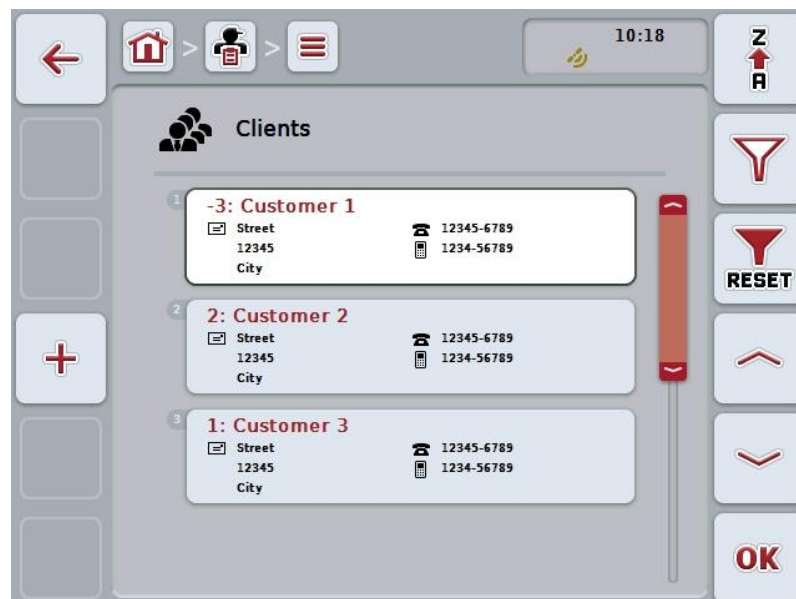 > >
10:18
Z
A
Clients
1
-3: Customer 1
Street
12345-6789
12345
1234-56789
City
RESET
2
2: Customer 2
Street
12345-6789
12345
1234-56789
City
3
1: Customer 3
Street
12345-6789
12345
1234-56789
City
OK